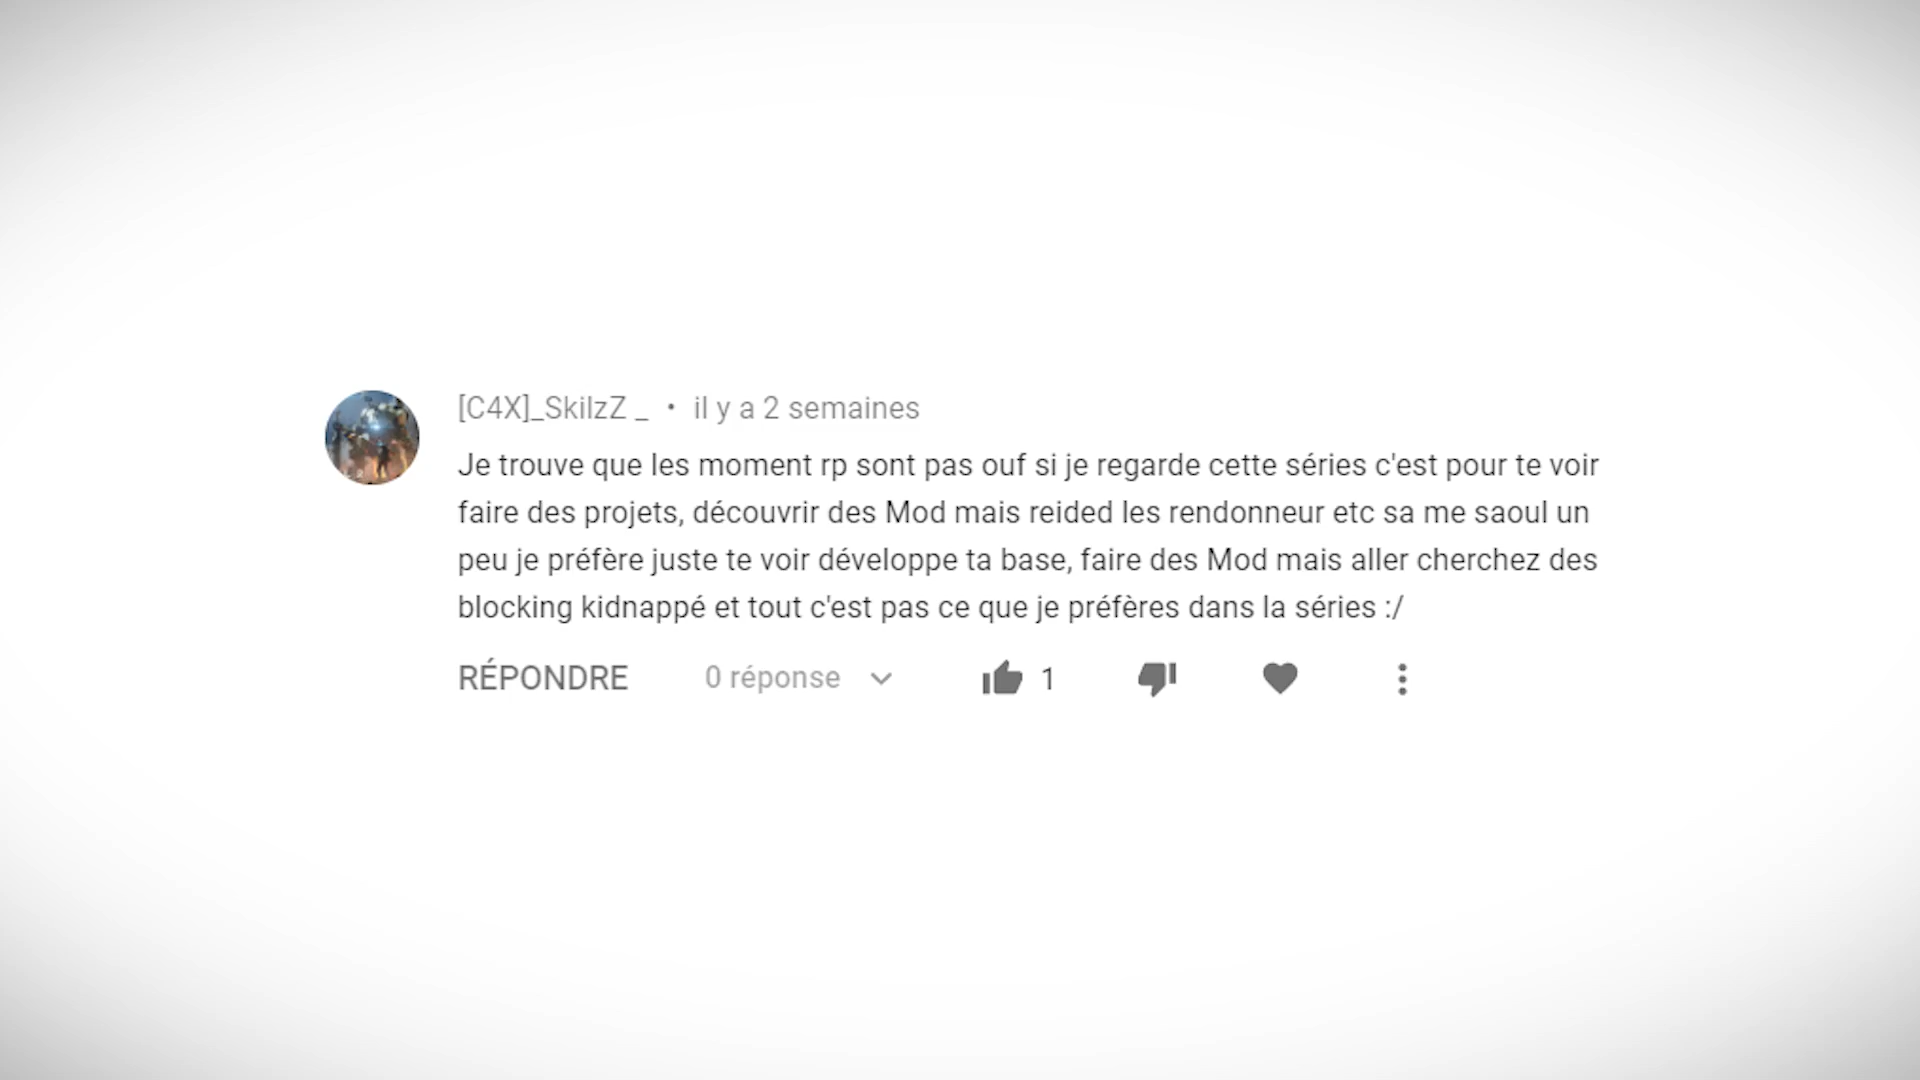 [C4X]_SkilzZ _ • il y a 2 semaines
Je trouve que les moment rp sont pas ouf si je regarde cette séries c'est pour te voir
faire des projets, découvrir des Mod mais reided les rendonneur etc sa me saoul un
peu je préfère juste te voir développe ta base, faire des Mod mais aller cherchez des
blocking kidnappé et tout c'est pas ce que je préfères dans la séries :/
RÉPONDRE 0 réponse 1